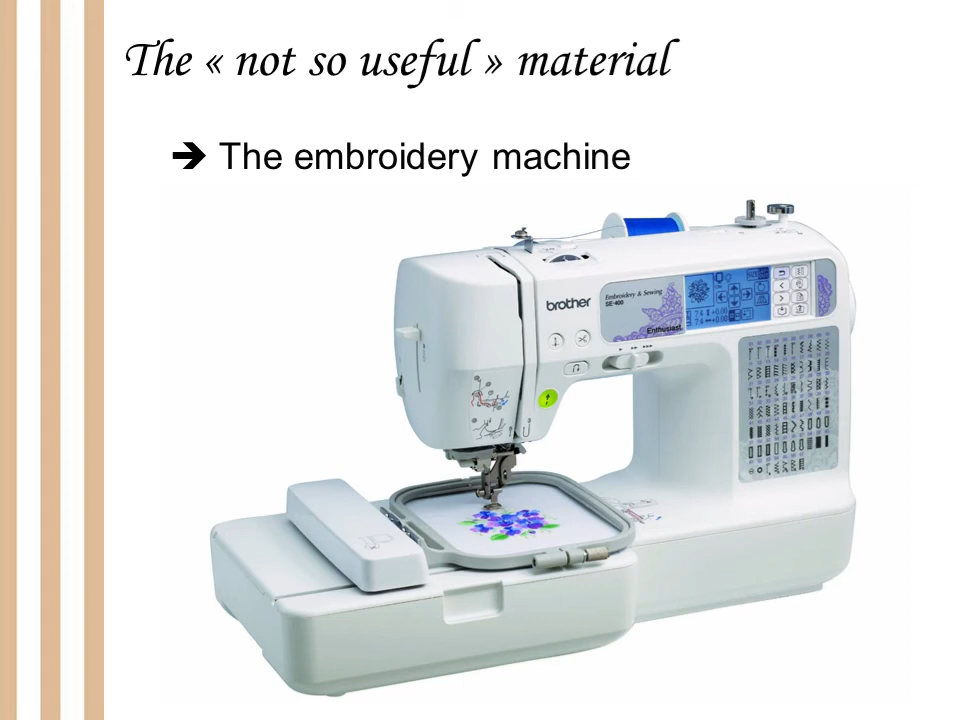 The « not so useful » material
➔ The embroidery machine
brother
Embroidery & Sewing
SE-400
Enthusiast